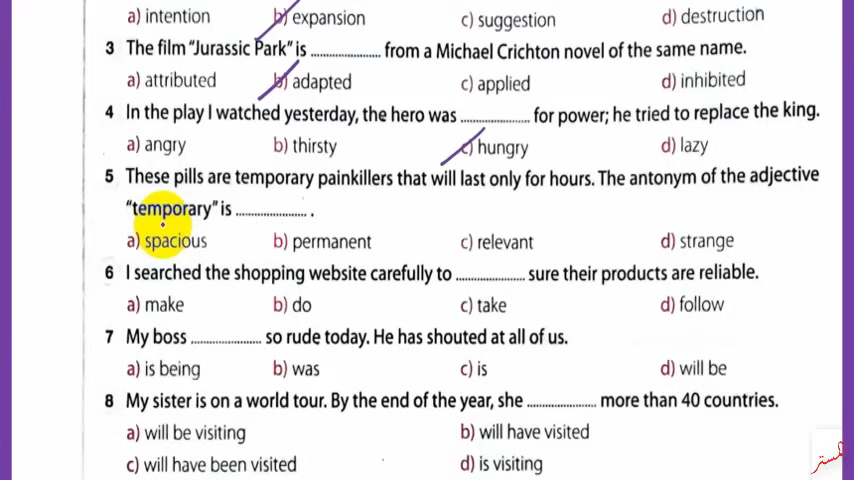 a) intention b) expansion c) suggestion d) destruction
3 The film “Jurassic Park” is .................... from a Michael Crichton novel of the same name.
a) attributed b) adapted c) applied d) inhibited
4 In the play I watched yesterday, the hero was .................... for power; he tried to replace the king.
a) angry b) thirsty c) hungry d) lazy
5 These pills are temporary painkillers that will last only for hours. The antonym of the adjective
“temporary” is .................... .
a) spacious b) permanent c) relevant d) strange
6 I searched the shopping website carefully to .................... sure their products are reliable.
a) make b) do c) take d) follow
7 My boss .................... so rude today. He has shouted at all of us.
a) is being b) was c) is d) will be
8 My sister is on a world tour. By the end of the year, she .................... more than 40 countries.
a) will be visiting b) will have visited
c) will have been visited d) is visiting